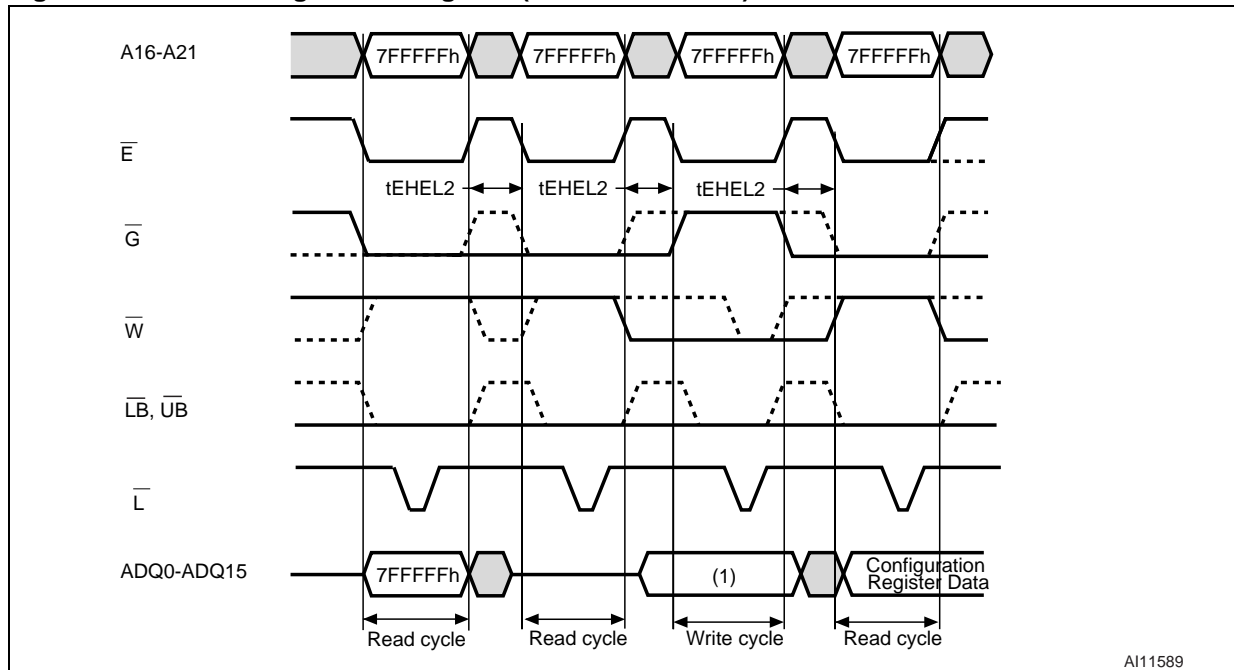 A16-A21
7FFFFFh 7FFFFFh 7FFFFFh 7FFFFFh
E
tEHEL2 tEHEL2 tEHEL2
G
W
LB, UB
L
ADQ0-ADQ15
7FFFFFh
(1)
Configuration
Register Data
Read cycle Read cycle Write cycle Read cycle
AI11589